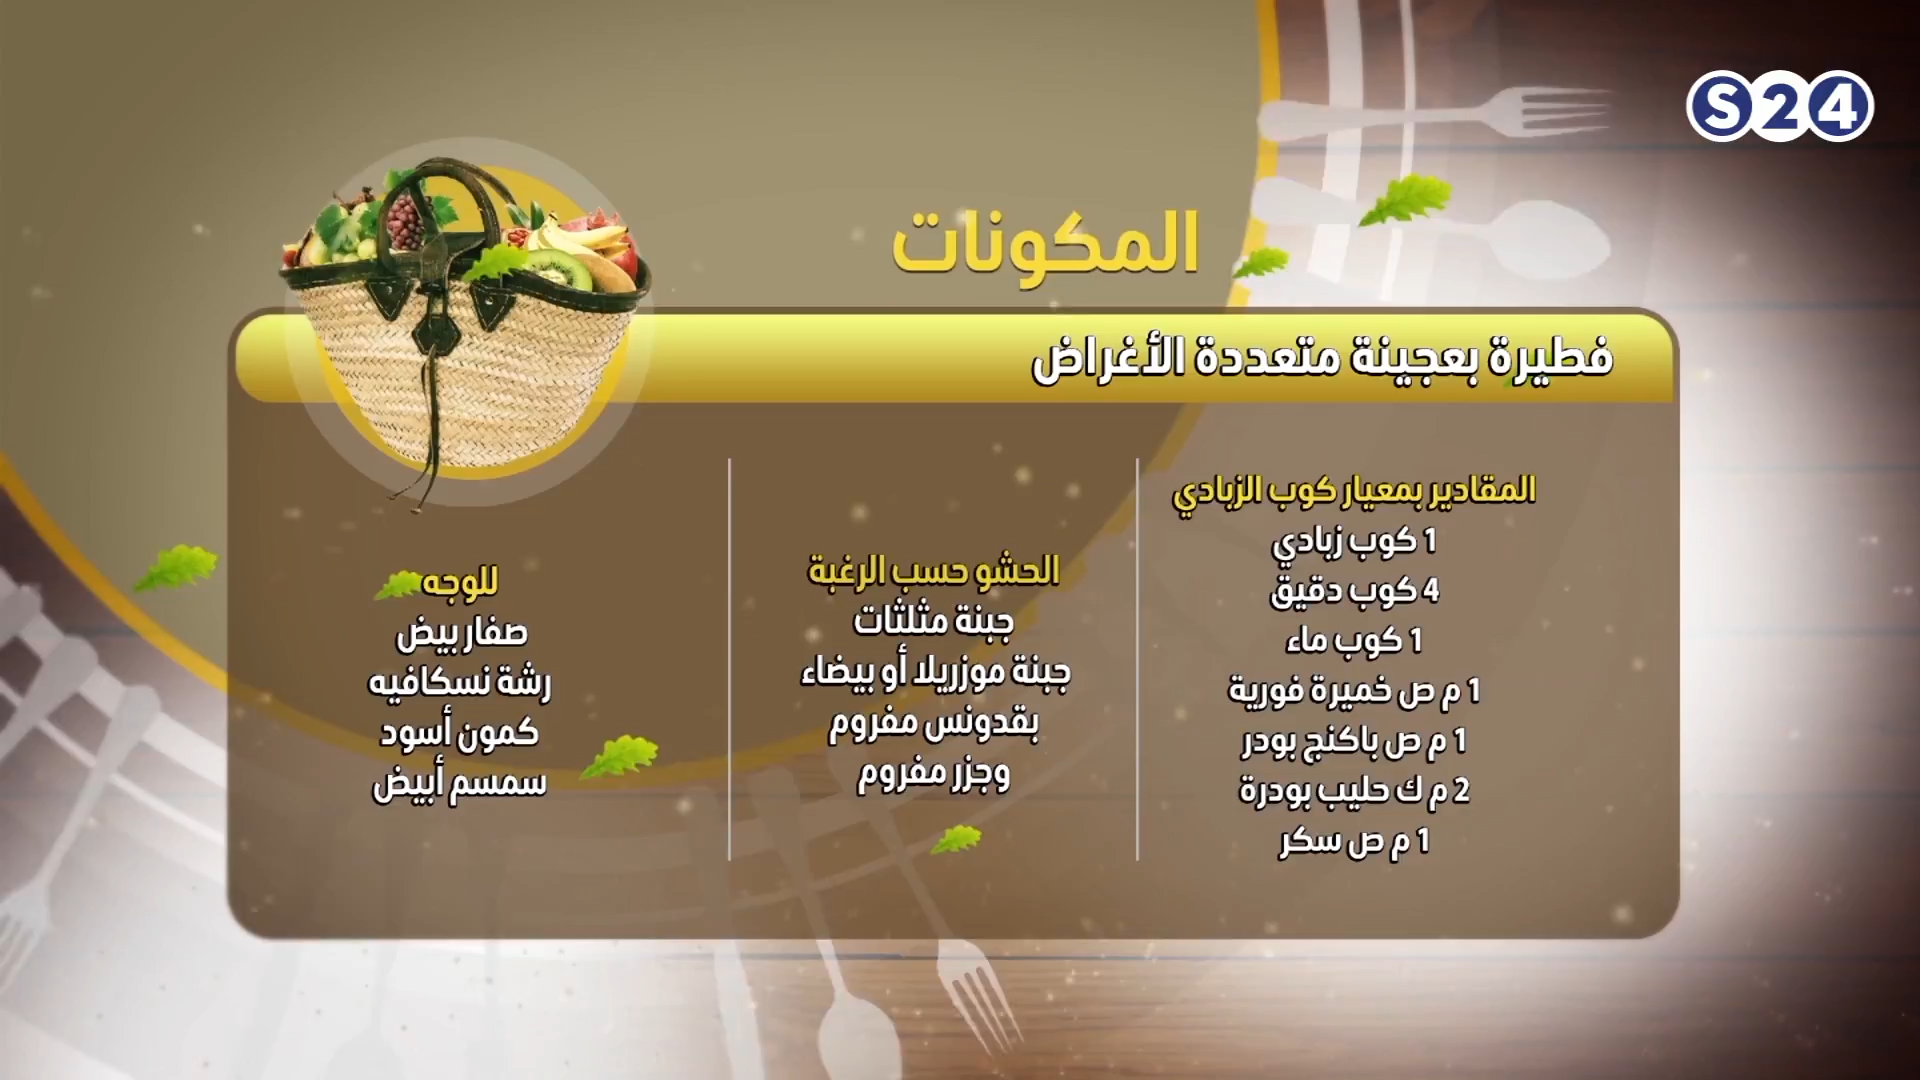 S24
المكونات
فطيرة بعجينة متعددة الأغراض
المقادير بمعيار كوب الزبادي
1 كوب زبادي
4 كوب دقيق
1 كوب ماء
1 م ص خميرة فورية
1 م ص باكنج بودر
2 م ك حليب بودرة
1 م ص سكر
الحشو حسب الرغبة
جبنة مثلثات
جبنة موزريلا أو بيضاء
بقدونس مفروم
وجزر مفروم
للوجه
صفار بيض
رشة نسكافيه
كمون أسود
سمسم أبيض